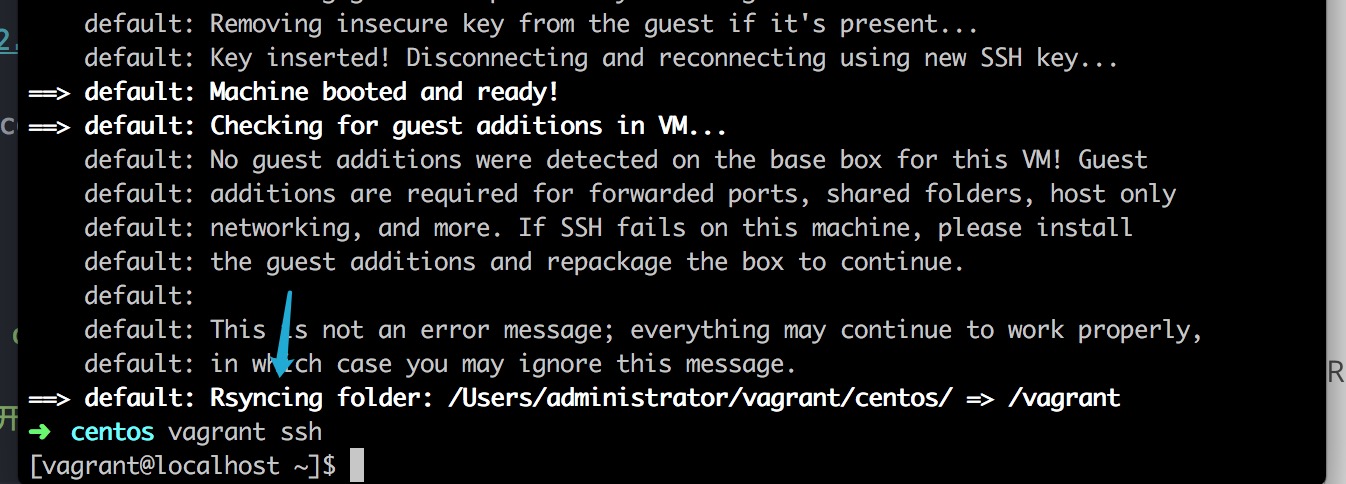 default: Removing insecure key from the guest if it's present...
default: Key inserted! Disconnecting and reconnecting using new SSH key...
==> default: Machine booted and ready!
==> default: Checking for guest additions in VM...
default: No guest additions were detected on the base box for this VM! Guest
default: additions are required for forwarded ports, shared folders, host only
default: networking, and more. If SSH fails on this machine, please install
default: the guest additions and repackage the box to continue.
default:
default: This is not an error message; everything may continue to work properly,
default: in which case you may ignore this message.
==> default: Rsyncing folder: /Users/administrator/vagrant/centos/ => /vagrant
➜ centos vagrant ssh
[vagrant@localhost ~]$